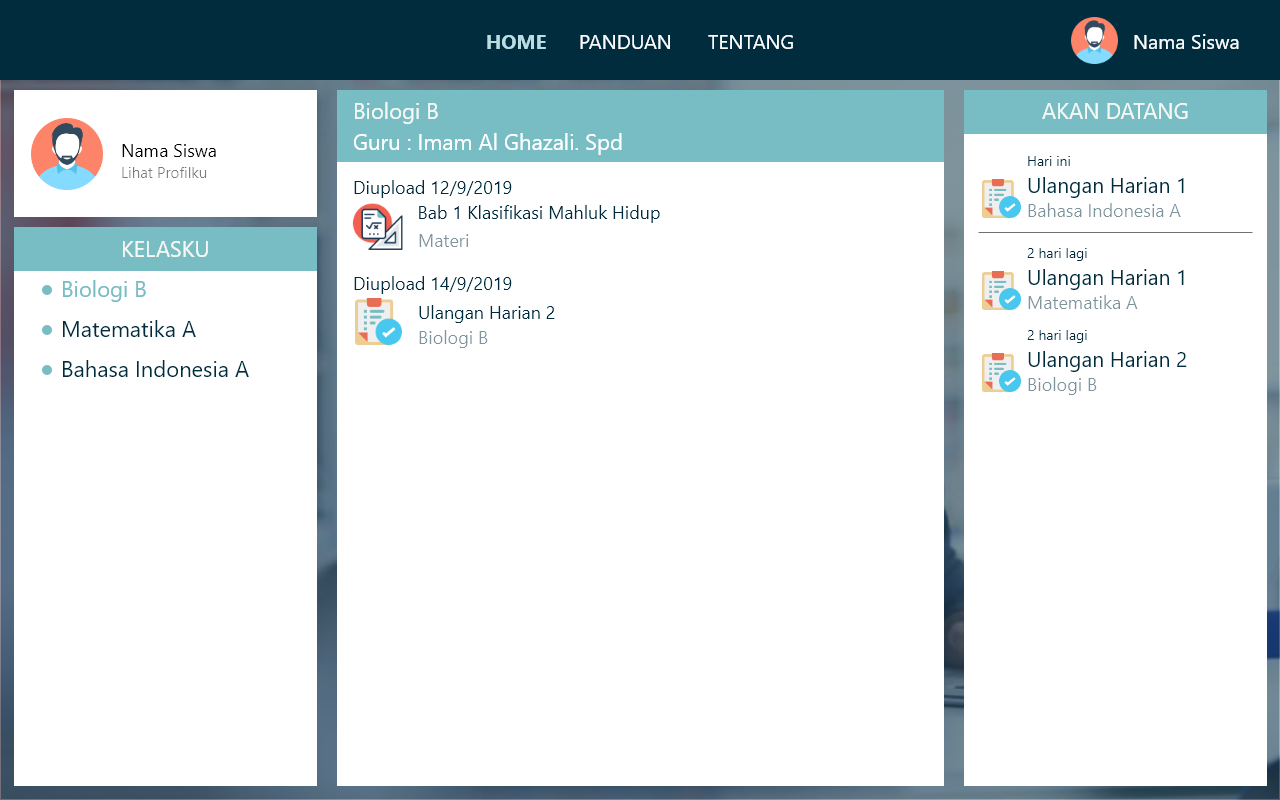 HOME PANDUAN TENTANG Nama Siswa
Nama Siswa
Lihat Profilku
KELASKU
Biologi B
Matematika A
Bahasa Indonesia A
Biologi B
Guru : Imam Al Ghazali. Spd
Diupload 12/9/2019
Bab 1 Klasifikasi Mahluk Hidup
Materi
Diupload 14/9/2019
Ulangan Harian 2
Biologi B
AKAN DATANG
Hari ini
Ulangan Harian 1
Bahasa Indonesia A
2 hari lagi
Ulangan Harian 1
Matematika A
2 hari lagi
Ulangan Harian 2
Biologi B